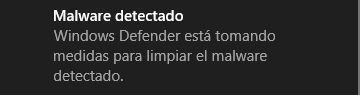 Malware detectado
Windows Defender está tomando
medidas para limpiar el malware
detectado.